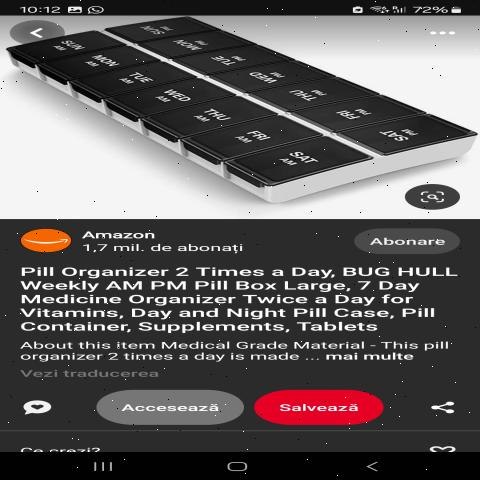 10:12
72%
SUN AM
MON AM
TUE AM
WED AM
THU AM
FRI AM
SAT AM
SUN PM
MON PM
TUE PM
WED PM
THU PM
FRI PM
SAT PM
Amazon
1,7 mil. de abonați
Abonare
Pill Organizer 2 Times a Day, BUG HULL
Weekly AM PM Pill Box Large, 7 Day
Medicine Organizer Twice a Day for
Vitamins, Day and Night Pill Case, Pill
Container, Supplements, Tablets
About this item Medical Grade Material - This pill
organizer 2 times a day is made ... mai multe
Vezi traducerea
Accesează
Salvează
Ce crezi?